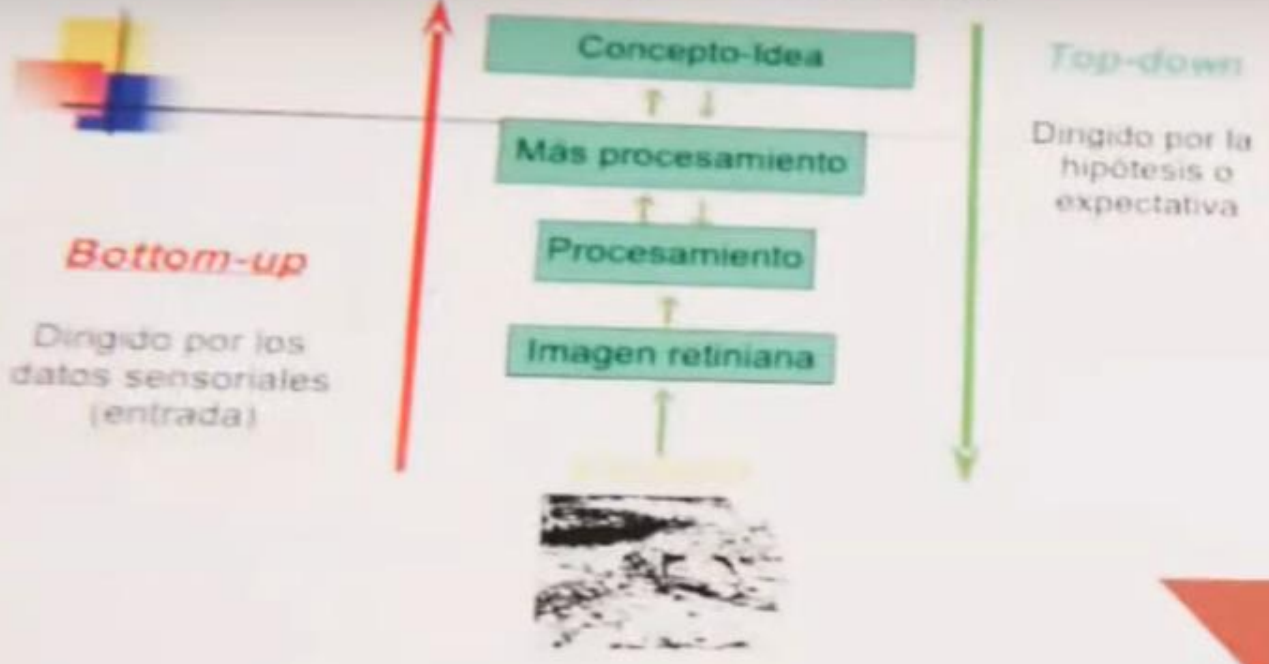 Concepto-Idea
Más procesamiento
Procesamiento
Imagen retiniana
Bottom-up
Dirigido por los
datos sensoriales
(entrada)
Top-down
Dirigido por la
hipótesis o
expectativa